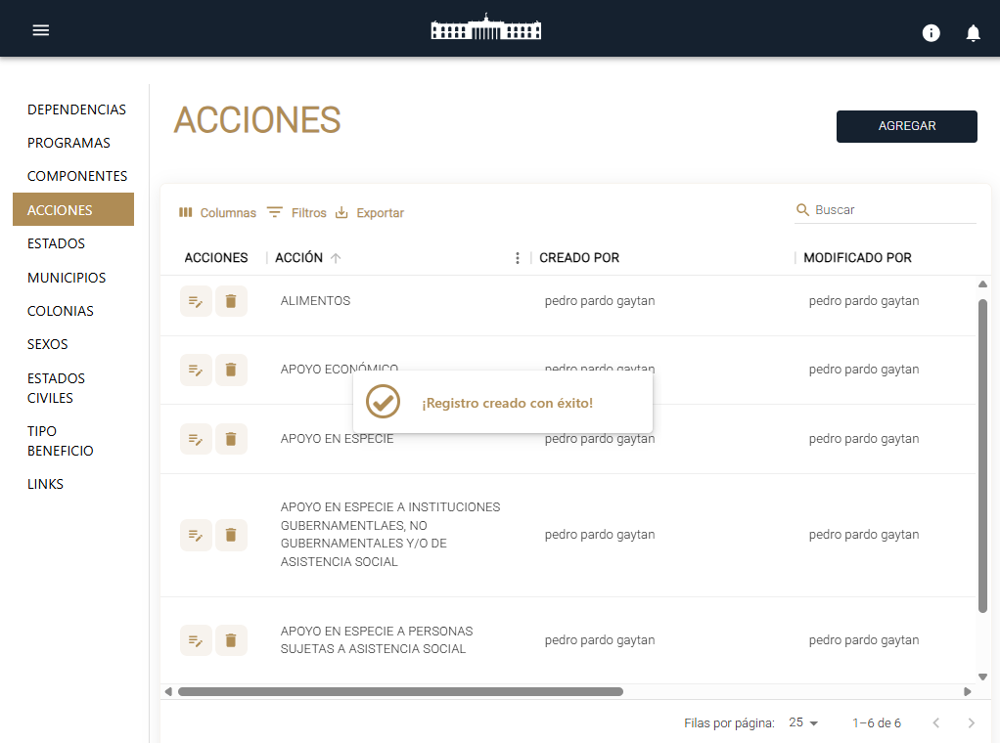 DEPENDENCIAS
PROGRAMAS
COMPONENTES
ACCIONES
ESTADOS
MUNICIPIOS
COLONIAS
SEXOS
ESTADOS
CIVILES
TIPO
BENEFICIO
LINKS
ACCIONES
AGREGAR
Columnas Filtros Exportar Buscar
ACCIONES ACCIÓN CREADO POR MODIFICADO POR
ALIMENTOS pedro pardo gaytan pedro pardo gaytan
APOYO ECONÓMICO pedro pardo gaytan pedro pardo gaytan
¡Registro creado con éxito!
APOYO EN ESPECIE pedro pardo gaytan pedro pardo gaytan
APOYO EN ESPECIE A INSTITUCIONES
GUBERNAMENTLAES, NO
GUBERNAMENTALES Y/O DE
ASISTENCIA SOCIAL
pedro pardo gaytan pedro pardo gaytan
APOYO EN ESPECIE A PERSONAS
SUJETAS A ASISTENCIA SOCIAL
pedro pardo gaytan pedro pardo gaytan
Filas por página: 25 1–6 de 6